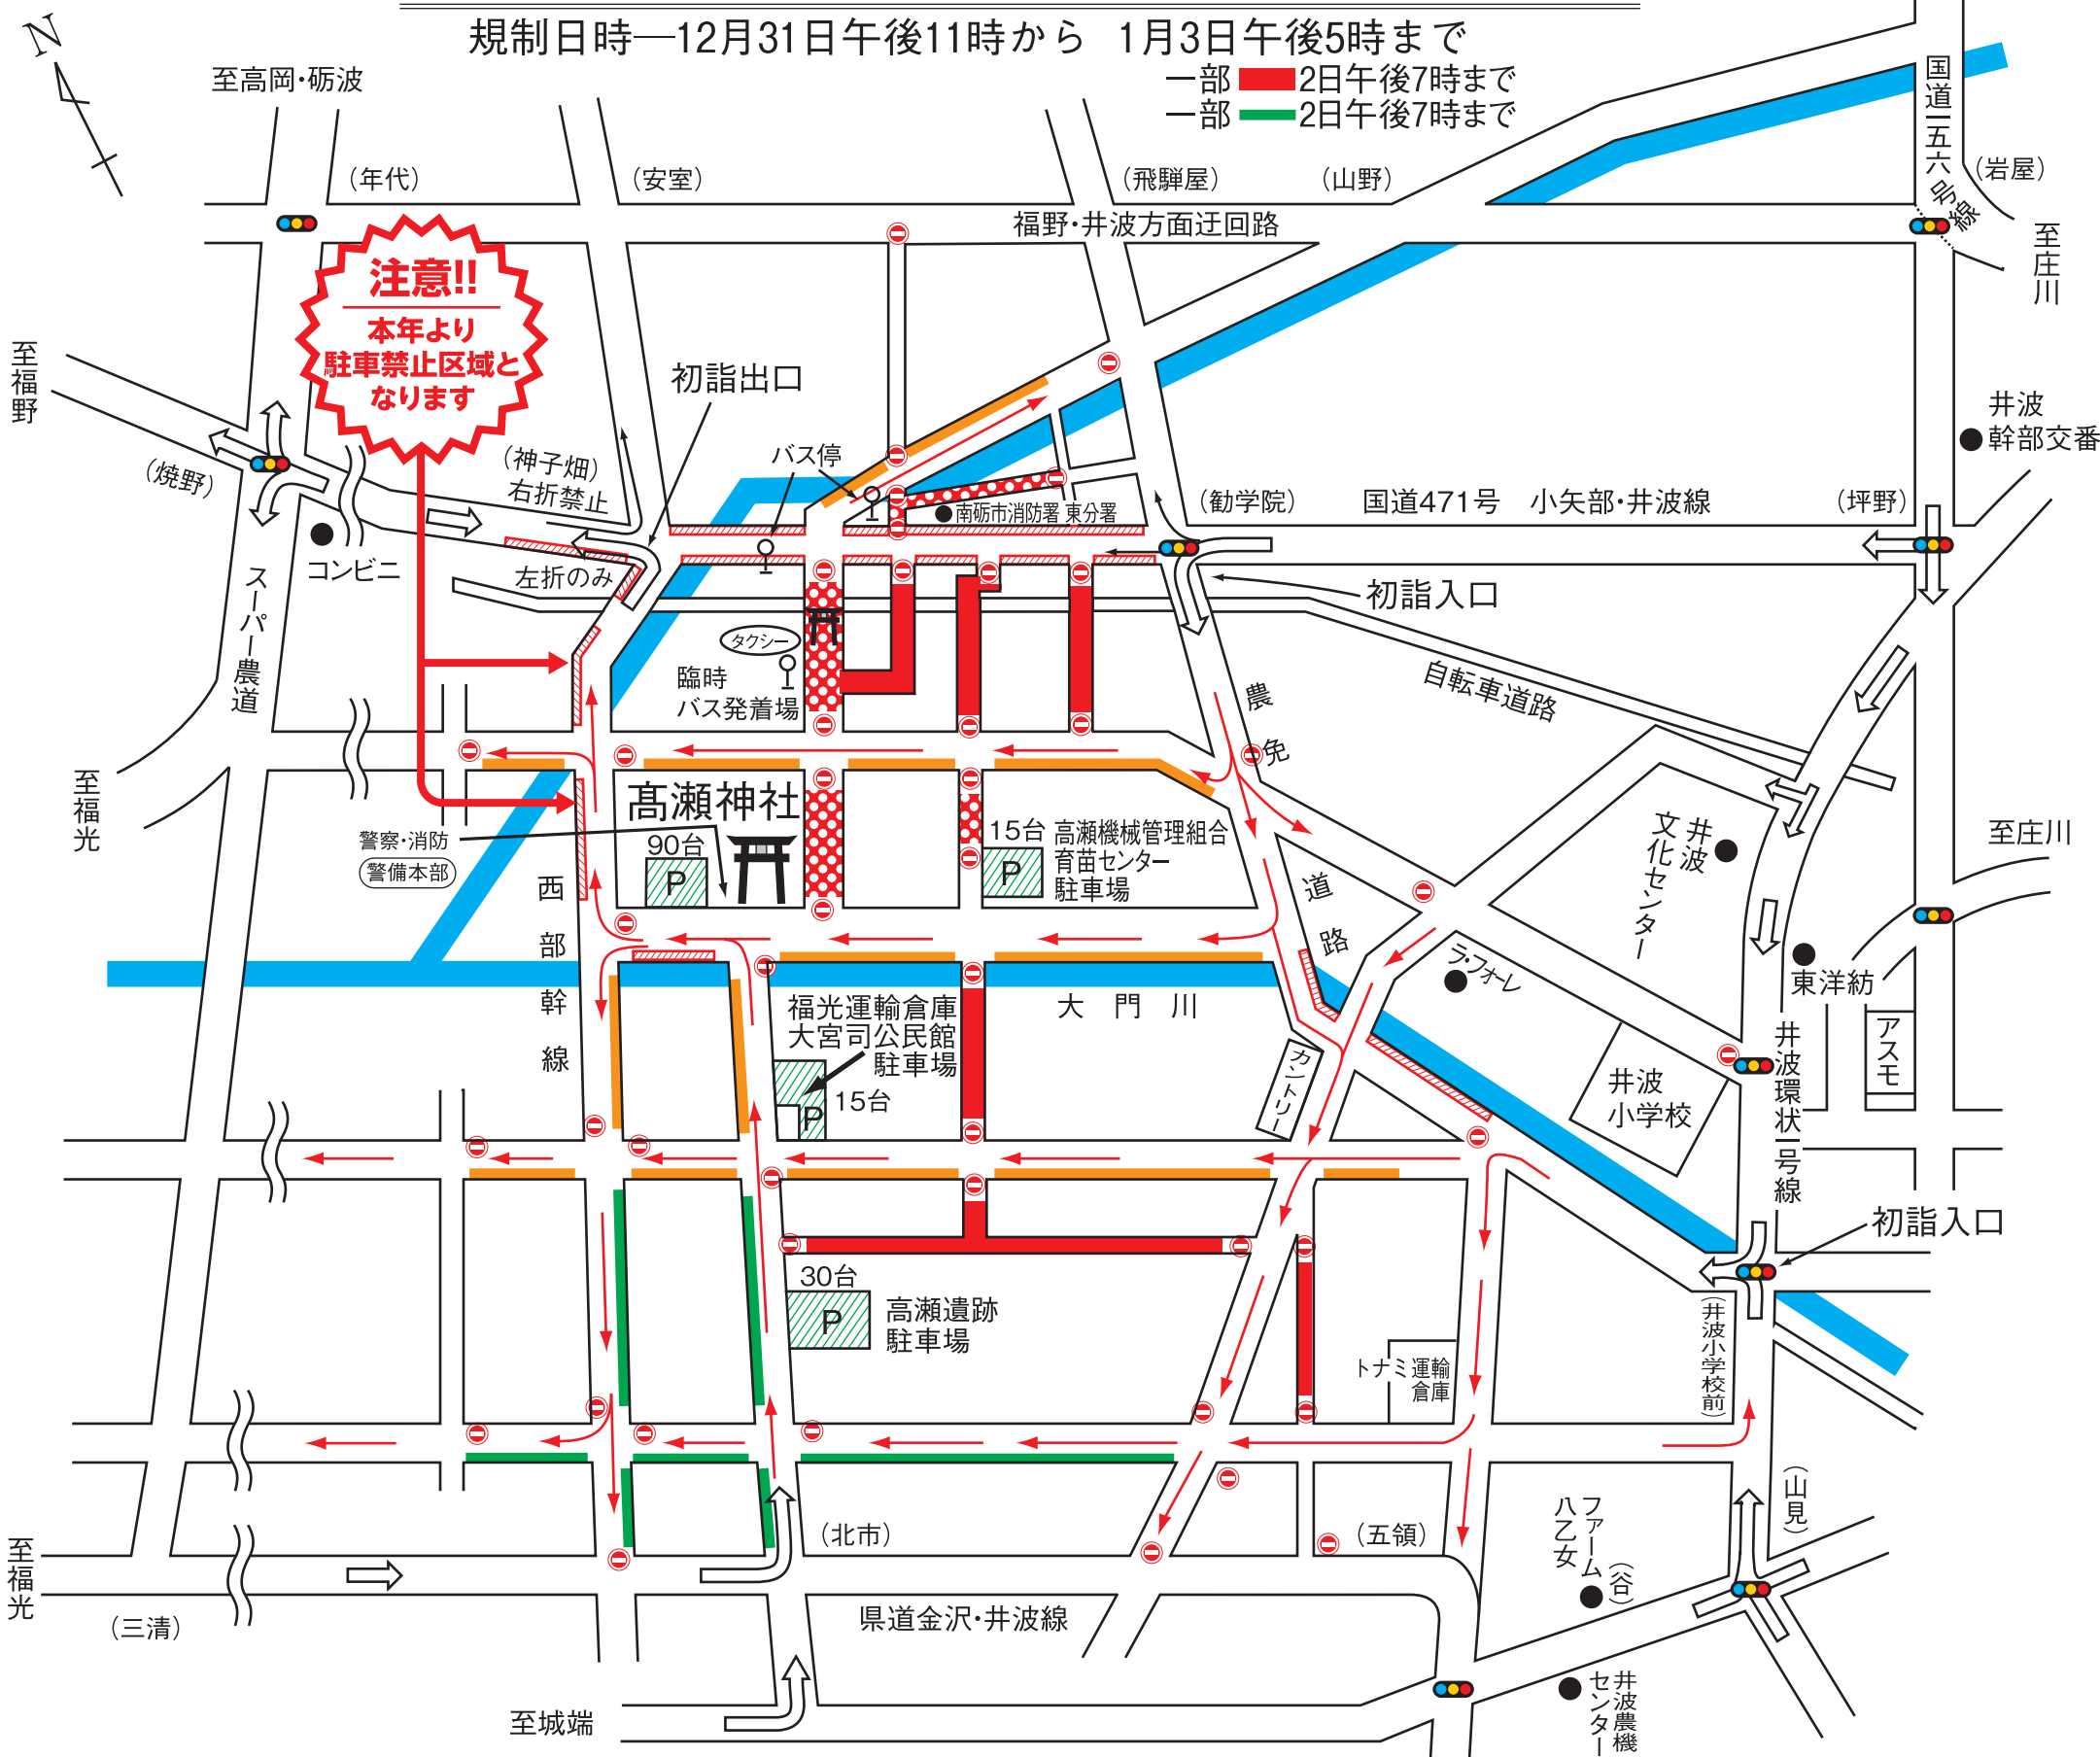 規制日時―12月31日午後11時から 1月3日午後5時まで
一部 2日午後7時まで
一部 2日午後7時まで
N
至高岡・砺波
(年代)
(安室)
(飛騨屋)
(山野)
国道一五六号線
(岩屋)
福野・井波方面迂回路
至庄川
注意!!
本年より
駐車禁止区域と
なります
至福野
初詣出口
井波
幹部交番
(焼野)
(神子畑)
右折禁止
バス停
(勧学院)
国道471号 小矢部・井波線
(坪野)
南砺市消防署 東分署
コンビニ
左折のみ
初詣入口
スーパー農道
タクシー
臨時
バス発着場
自転車道路
農免道路
至福光
髙瀬神社
警察・消防
警備本部
90台
P
15台
P
高瀬機械管理組合
育苗センター
駐車場
井波
文化センター
至庄川
西部幹線
ラ・フォーレ
東洋紡
福光運輸倉庫
大宮司公民館
駐車場
15台
P
大門川
カントリー
井波
小学校
井波環状一号線
アスモ
初詣入口
30台
P
高瀬遺跡
駐車場
トナミ運輸
倉庫
(井波小学校前)
(山見)
至福光
(三清)
(北市)
(五領)
ファーム
八乙女
(谷)
県道金沢・井波線
至城端
井波農機
センター